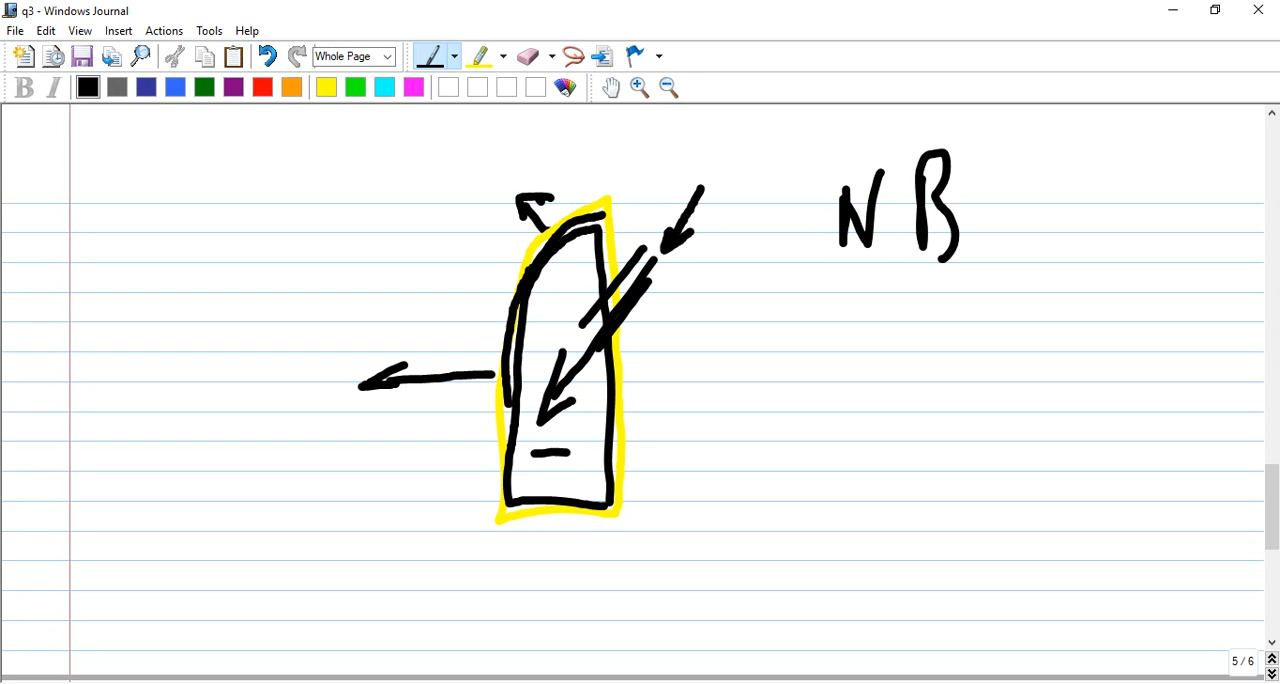 q3 - Windows Journal
File Edit View Insert Actions Tools Help
Whole Page
B I
N B
5 / 6